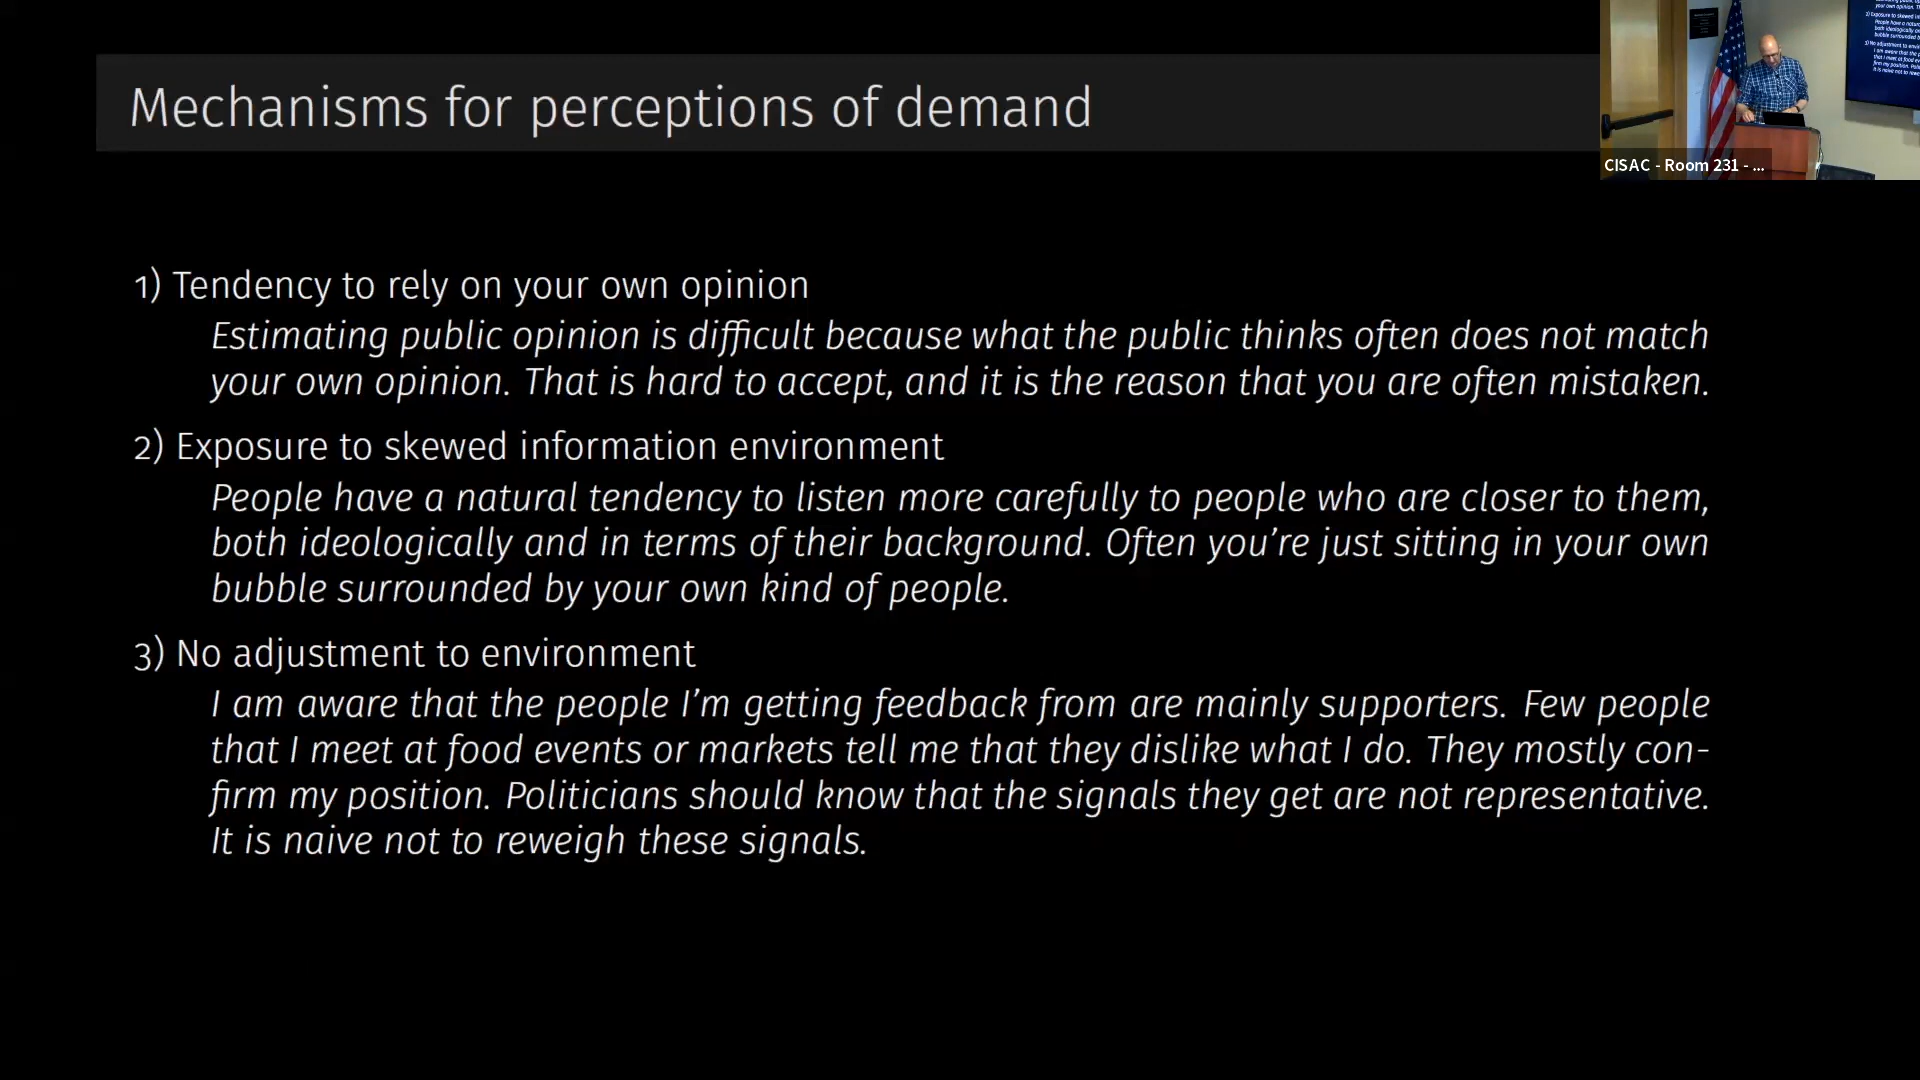 Mechanisms for perceptions of demand
CISAC - Room 231 - ...
1) Tendency to rely on your own opinion
Estimating public opinion is difficult because what the public thinks often does not match
your own opinion. That is hard to accept, and it is the reason that you are often mistaken.
2) Exposure to skewed information environment
People have a natural tendency to listen more carefully to people who are closer to them,
both ideologically and in terms of their background. Often you're just sitting in your own
bubble surrounded by your own kind of people.
3) No adjustment to environment
I am aware that the people I'm getting feedback from are mainly supporters. Few people
that I meet at food events or markets tell me that they dislike what I do. They mostly con-
firm my position. Politicians should know that the signals they get are not representative.
It is naive not to reweigh these signals.